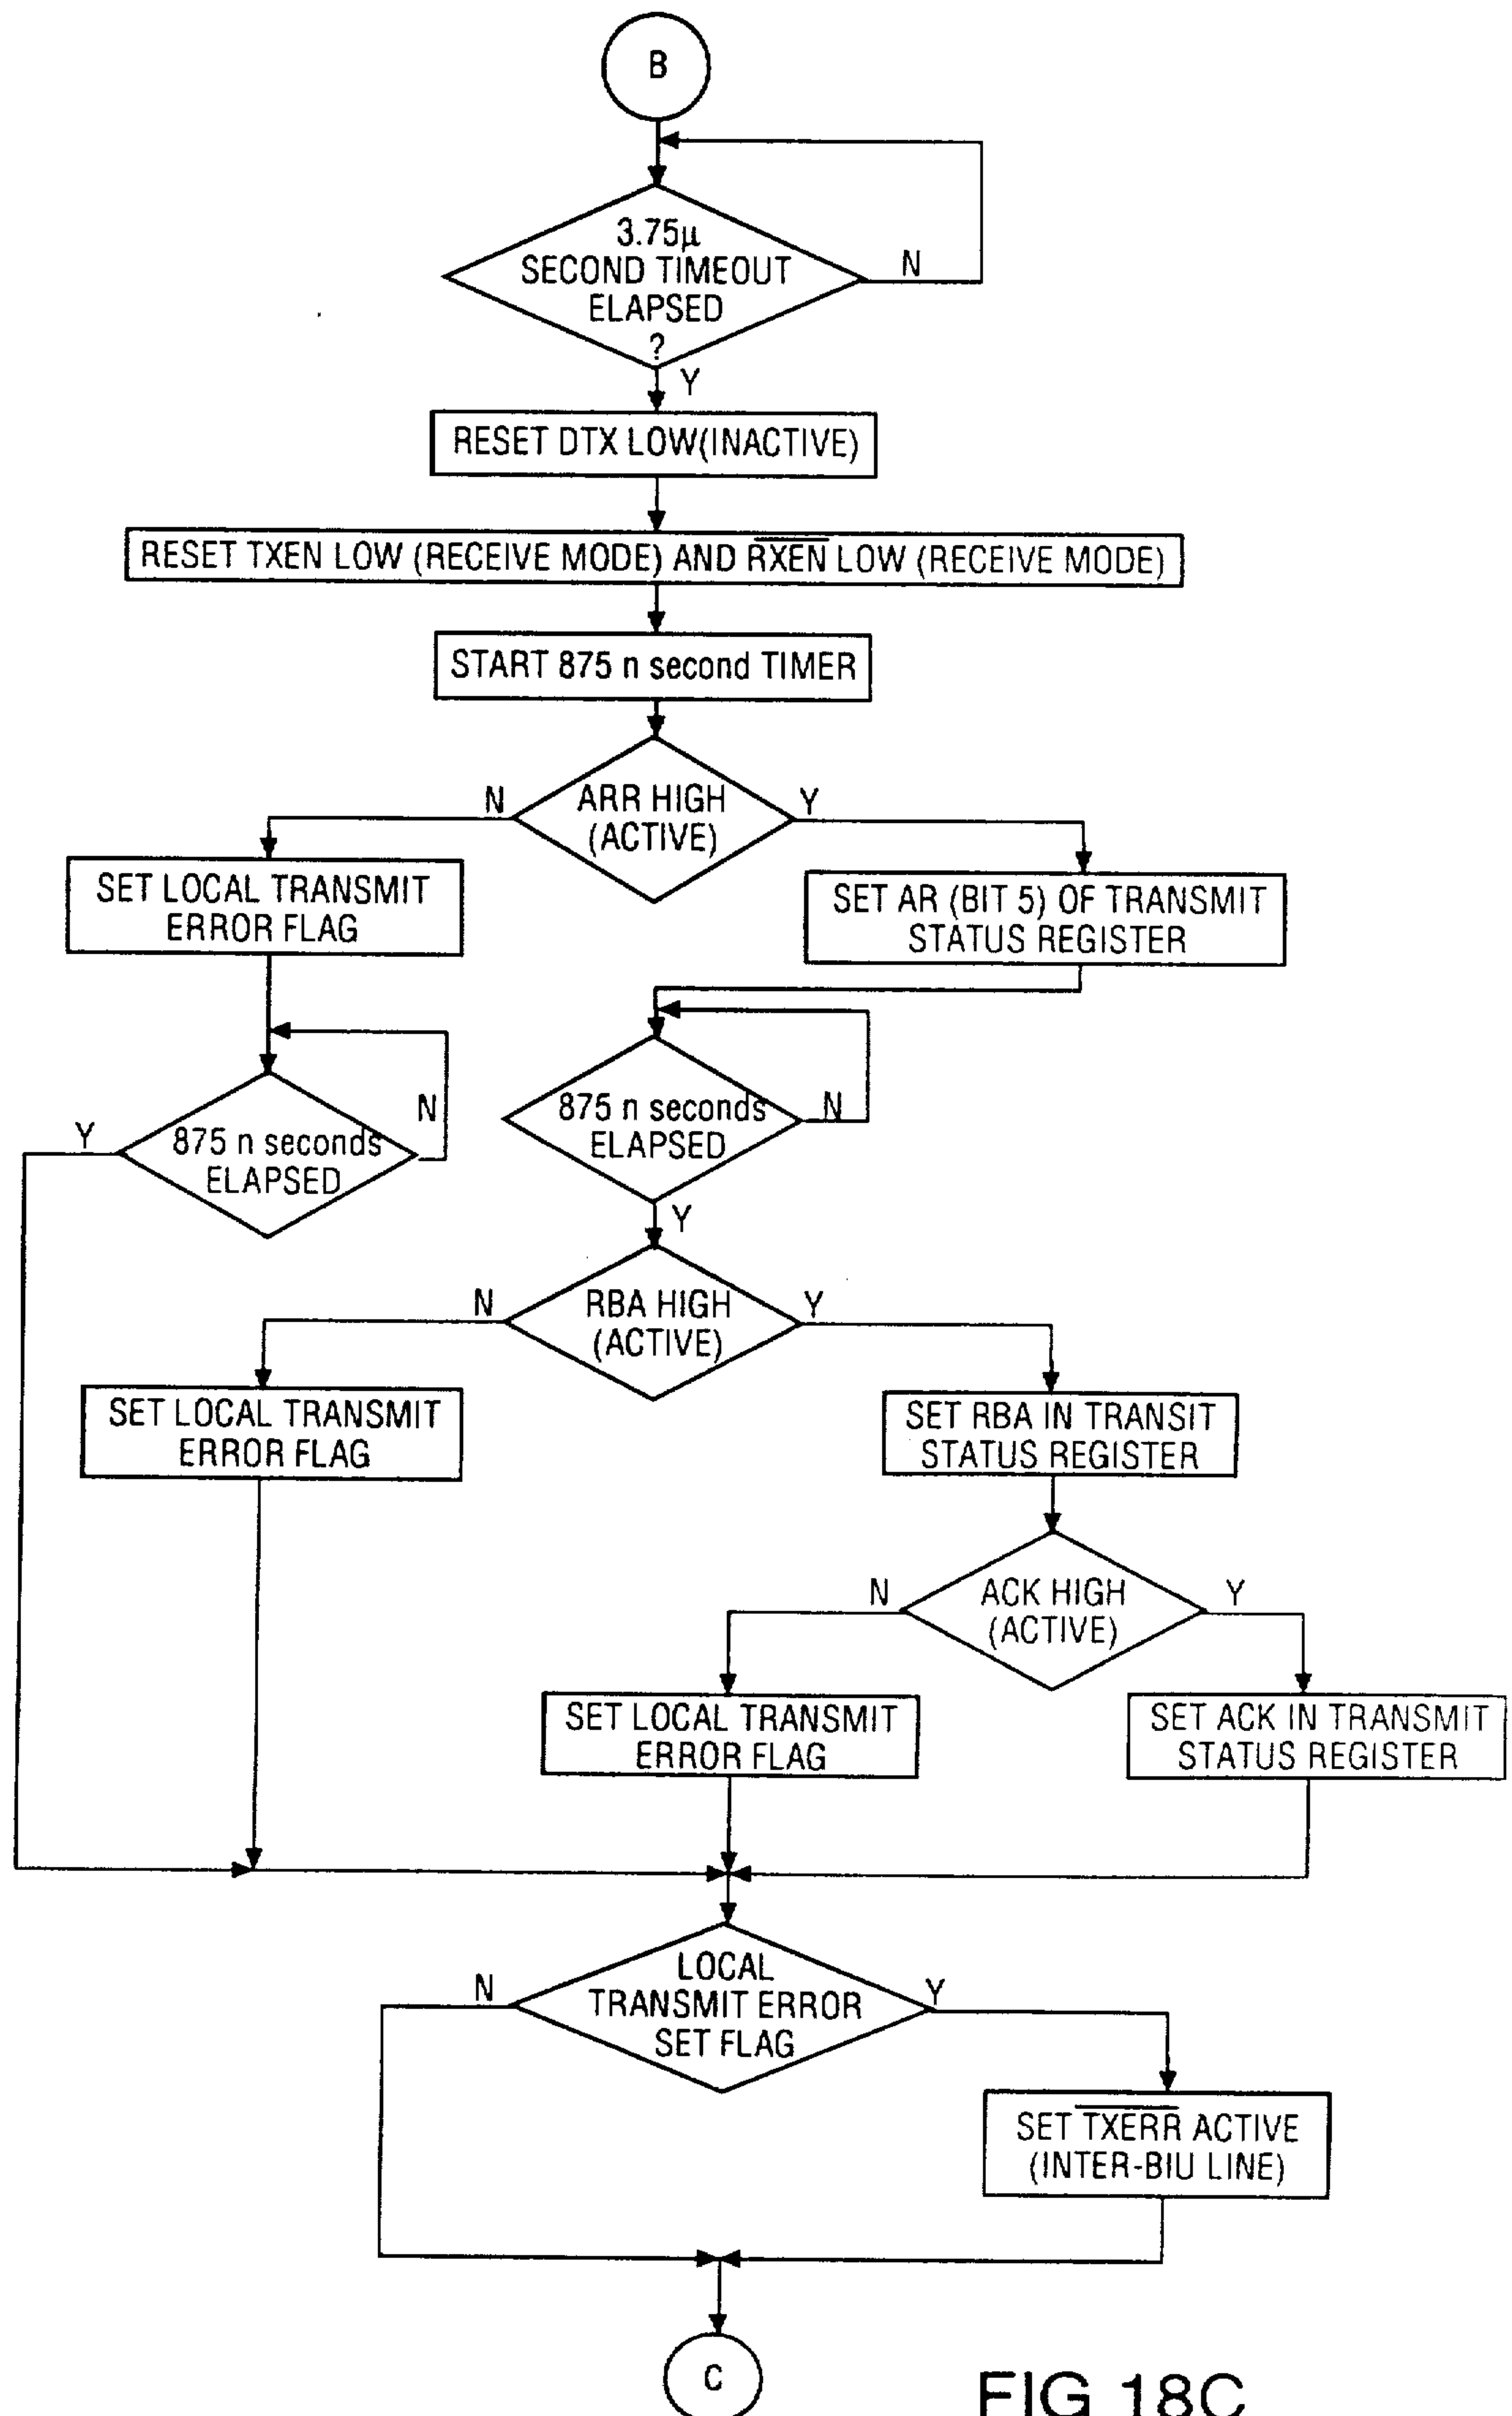 B
3.75µ
SECOND TIMEOUT
ELAPSED
?
N
Y
RESET DTX LOW(INACTIVE)
RESET TXEN LOW (RECEIVE MODE) AND R̅X̅E̅N̅ LOW (RECEIVE MODE)
START 875 n second TIMER
N
ARR HIGH
(ACTIVE)
Y
SET LOCAL TRANSMIT
ERROR FLAG
SET AR (BIT 5) OF TRANSMIT
STATUS REGISTER
Y
875 n seconds
ELAPSED
N
875 n seconds
ELAPSED
N
Y
N
RBA HIGH
(ACTIVE)
Y
SET LOCAL TRANSMIT
ERROR FLAG
SET RBA IN TRANSIT
STATUS REGISTER
N
ACK HIGH
(ACTIVE)
Y
SET LOCAL TRANSMIT
ERROR FLAG
SET ACK IN TRANSMIT
STATUS REGISTER
N
LOCAL
TRANSMIT ERROR
SET FLAG
Y
SET T̅X̅E̅R̅R̅ ACTIVE
(INTER-BIU LINE)
C
FIG 18C